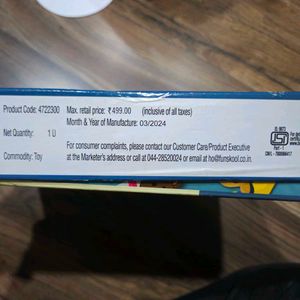 Product Code: 4722300 Max. retail price: ₹499.00 (inclusive of all taxes)
Month & Year of Manufacture: 03/2024
Net Quantity: 1 U
For consumer complaints, please contact our Customer Care/Product Executive
Commodity: Toy at the Marketer's address or call at 044-28520024 or email at ho@funskool.co.in